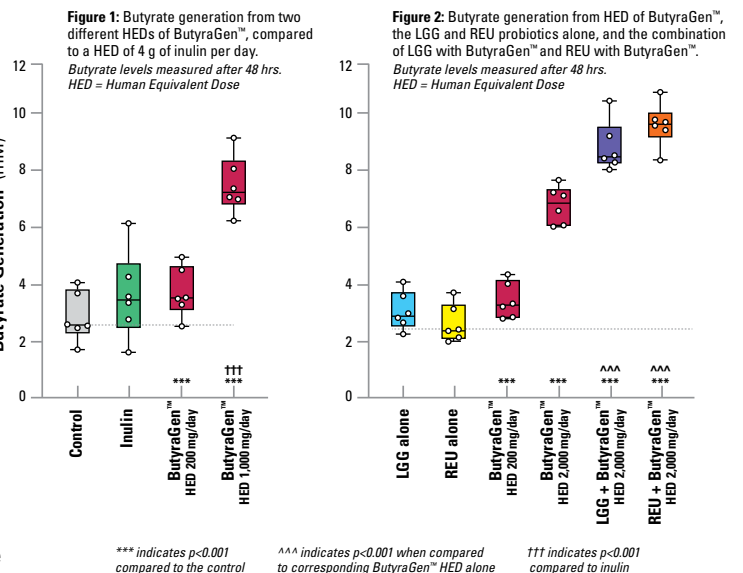 Figure 1: Butyrate generation from two
different HEDs of ButyraGen™, compared
to a HED of 4 g of inulin per day.
Butyrate levels measured after 48 hrs.
HED = Human Equivalent Dose
12
10
8
6
4
2
0
Butyrate Generation (mM)
***
†††
***
Control
Inulin
ButyraGen™
HED 200 mg/day
ButyraGen™
HED 1,000 mg/day
Figure 2: Butyrate generation from HED of ButyraGen™,
the LGG and REU probiotics alone, and the combination
of LGG with ButyraGen™ and REU with ButyraGen™.
Butyrate levels measured after 48 hrs.
HED = Human Equivalent Dose
12
10
8
6
4
2
0
***
***
^^^
***
^^^
***
LGG alone
REU alone
ButyraGen™
HED 200 mg/day
ButyraGen™
HED 2,000 mg/day
LGG + ButyraGen™
HED 2,000 mg/day
REU + ButyraGen™
HED 2,000 mg/day
*** indicates p<0.001
compared to the control
^^^ indicates p<0.001 when compared
to corresponding ButyraGen™ HED alone
††† indicates p<0.001
compared to inulin